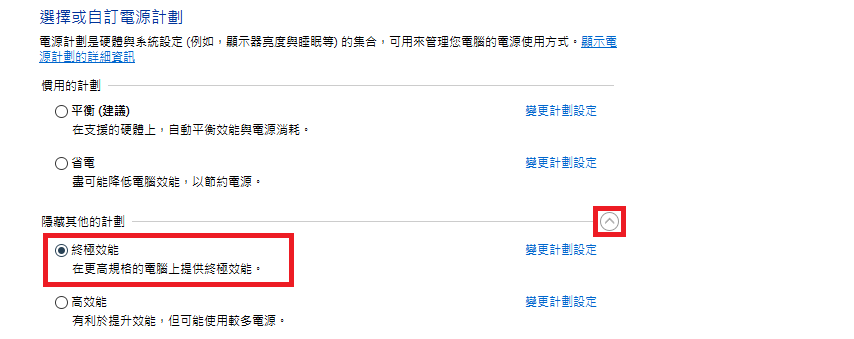 選擇或自訂電源計劃
電源計劃是硬體與系統設定 (例如，顯示器亮度與睡眠等) 的集合，可用來管理您電腦的電源使用方式。顯示電
源計劃的詳細資訊
慣用的計劃
平衡 (建議) 變更計劃設定
在支援的硬體上，自動平衡效能與電源消耗。
省電 變更計劃設定
盡可能降低電腦效能，以節約電源。
隱藏其他的計劃
終極效能 變更計劃設定
在更高規格的電腦上提供終極效能。
高效能 變更計劃設定
有利於提升效能，但可能使用較多電源。